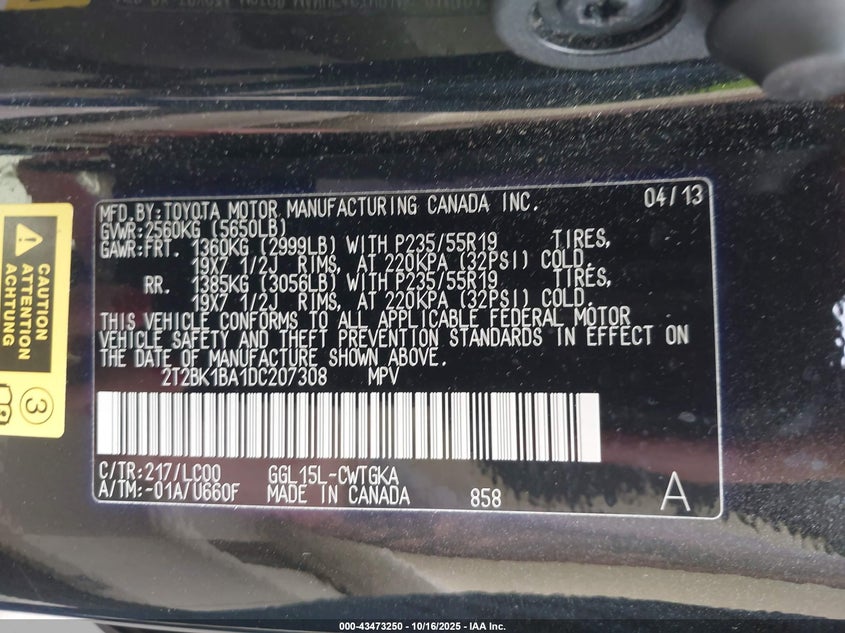 MFD.BY:TOYOTA MOTOR MANUFACTURING CANADA INC. 04/13
GVWR:2560KG (5650LB)
GAWR:FRT. 1360KG (2999LB) WITH P235/55R19 TIRES,
19X7 1/2J RIMS, AT 220KPA (32PSI) COLD.
RR. 1385KG (3056LB) WITH P235/55R19 TIRES,
19X7 1/2J RIMS, AT 220KPA (32PSI) COLD.
THIS VEHICLE CONFORMS TO ALL APPLICABLE FEDERAL MOTOR
VEHICLE SAFETY AND THEFT PREVENTION STANDARDS IN EFFECT ON
THE DATE OF MANUFACTURE SHOWN ABOVE.
2T2BK1BA1DC207308 MPV
C/TR:217/LC00 GGL15L-CWTGKA
A/TM:-01A/U660F MADE IN CANADA 858 A
CAUTION
ATTENTION
ACHTUNG
3
000-43473250 - 10/16/2025 - IAA Inc.